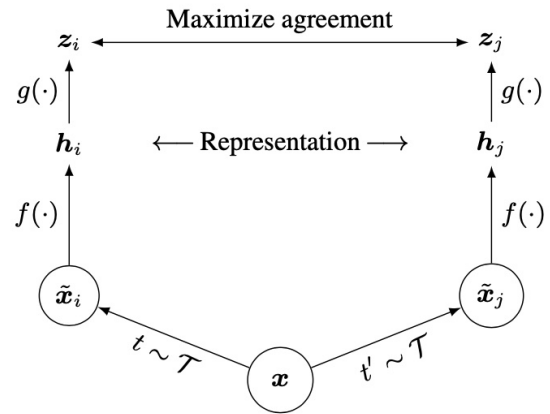 Maximize agreement
z_i z_j
g(·) g(·)
h_i ← Representation → h_j
f(·) f(·)
x̃_i x̃_j
t ∼ 𝒯 t′ ∼ 𝒯
x